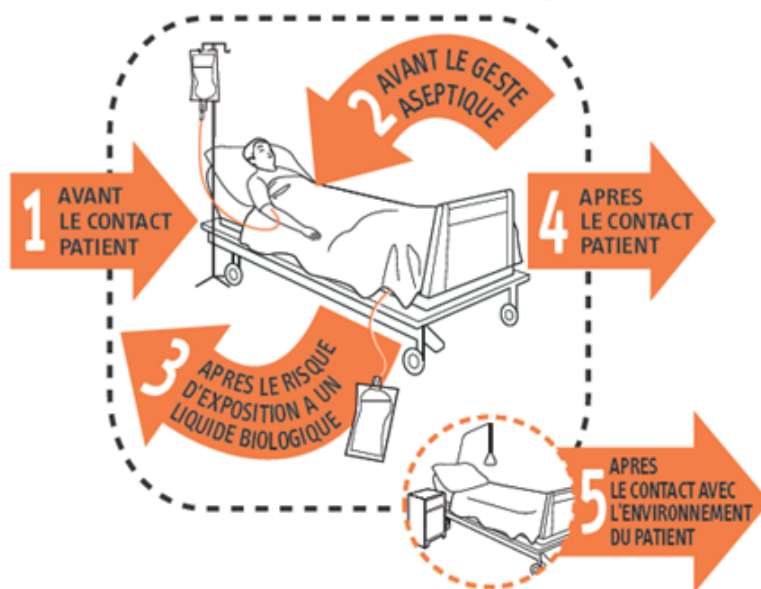 1 AVANT
LE CONTACT
PATIENT
2 AVANT LE GESTE
ASEPTIQUE
3 APRES LE RISQUE
D'EXPOSITION A UN
LIQUIDE BIOLOGIQUE
4 APRES
LE CONTACT
PATIENT
5 APRES
LE CONTACT AVEC
L'ENVIRONNEMENT
DU PATIENT